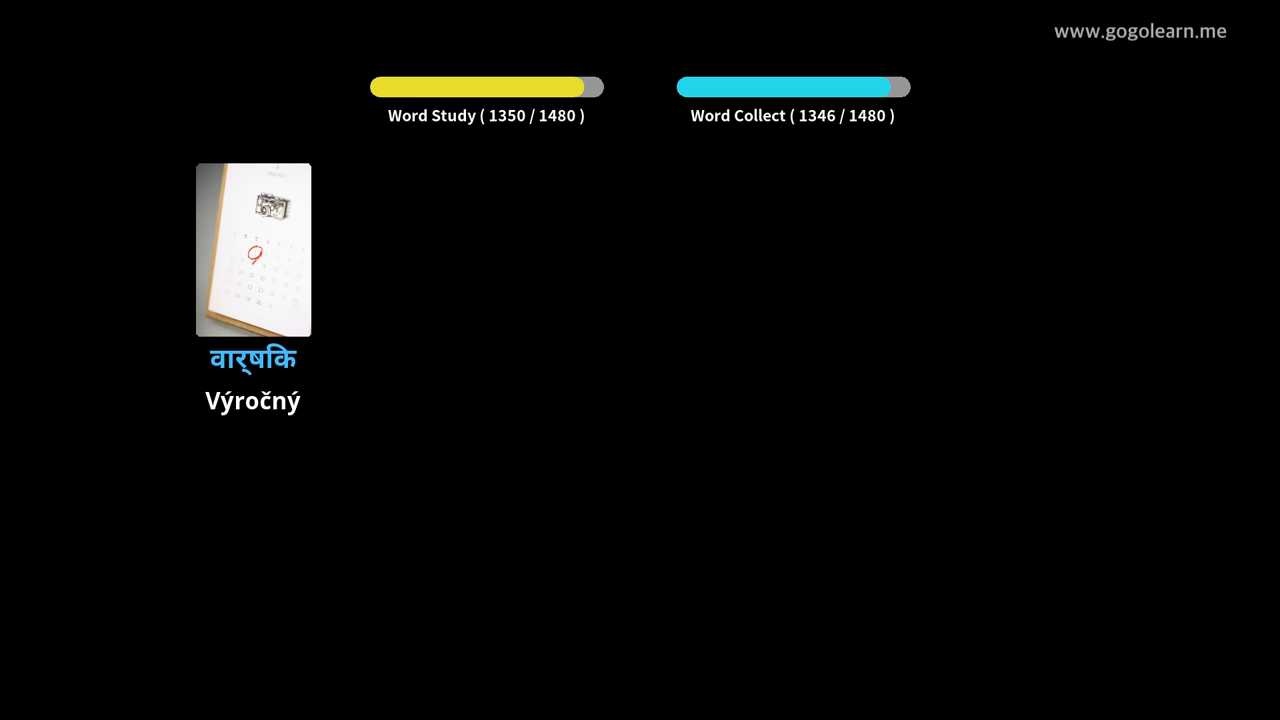 www.gogolearn.me
Word Study ( 1350 / 1480 )
Word Collect ( 1346 / 1480 )
वार्षिक
Výročný